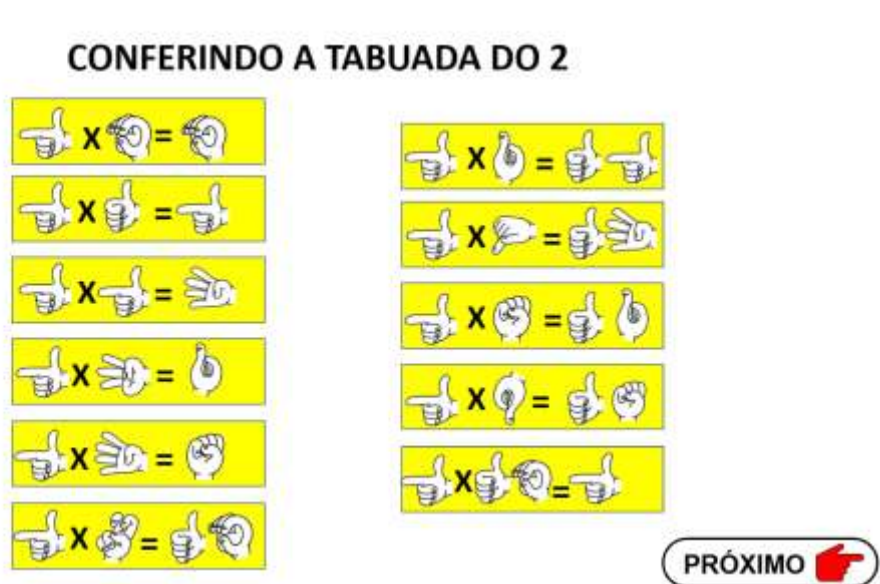 CONFERINDO A TABUADA DO 2
X =
X =
X =
X =
X =
X =
X =
X =
X =
X =
X =
PRÓXIMO